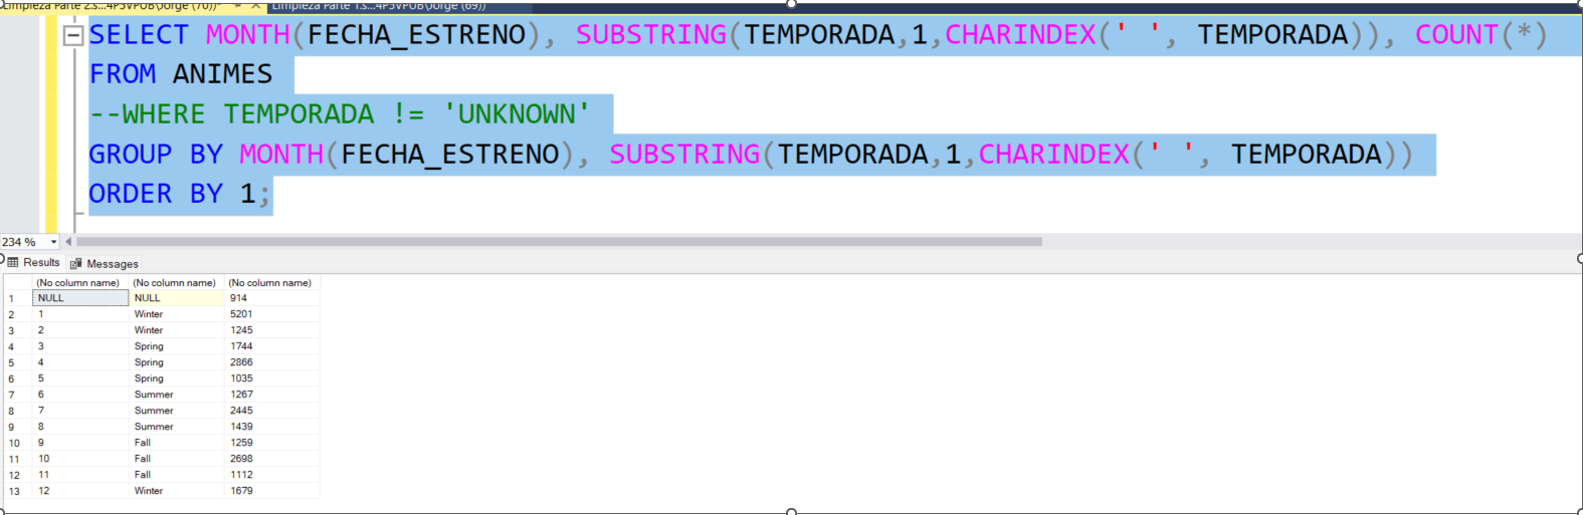 Limpieza Parte 2.s...4P5VPUB\Jorge (70))* Limpieza Parte 1.s...4P5VPUB\Jorge (69))
SELECT MONTH(FECHA_ESTRENO), SUBSTRING(TEMPORADA,1,CHARINDEX(' ', TEMPORADA)), COUNT(*)
FROM ANIMES
--WHERE TEMPORADA != 'UNKNOWN'
GROUP BY MONTH(FECHA_ESTRENO), SUBSTRING(TEMPORADA,1,CHARINDEX(' ', TEMPORADA))
ORDER BY 1;
234 %
Results Messages
(No column name) (No column name) (No column name)
1 NULL NULL 914
2 1 Winter 5201
3 2 Winter 1245
4 3 Spring 1744
5 4 Spring 2866
6 5 Spring 1035
7 6 Summer 1267
8 7 Summer 2445
9 8 Summer 1439
10 9 Fall 1259
11 10 Fall 2698
12 11 Fall 1112
13 12 Winter 1679